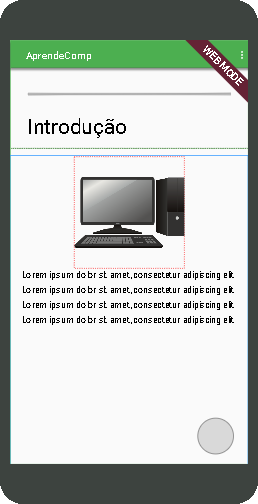 AprendeComp
WEB MODE
Introdução
Lorem ipsum dolor sit amet, consectetur adipiscing elit.
Lorem ipsum dolor sit amet, consectetur adipiscing elit.
Lorem ipsum dolor sit amet, consectetur adipiscing elit.
Lorem ipsum dolor sit amet, consectetur adipiscing elit.